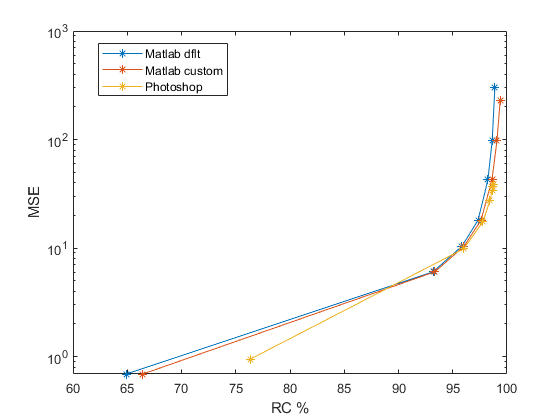 10^3
Matlab dflt
Matlab custom
Photoshop
10^2
MSE
10^1
10^0
60 65 70 75 80 85 90 95 100
RC %